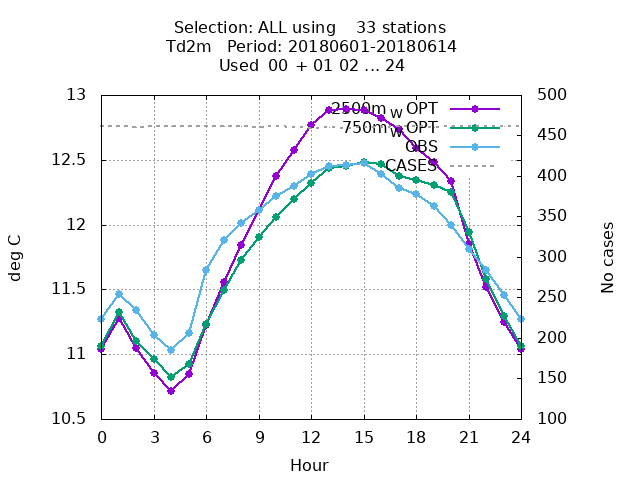 Selection: ALL using 33 stations
Td2m Period: 20180601-20180614
Used 00 + 01 02 ... 24
13 500
2500m W OPT
450
750m W OPT
OBS
12.5 CASES 400
350
12
300
11.5 250
200
11
150
10.5 100
deg C
No cases
0 3 6 9 12 15 18 21 24
Hour